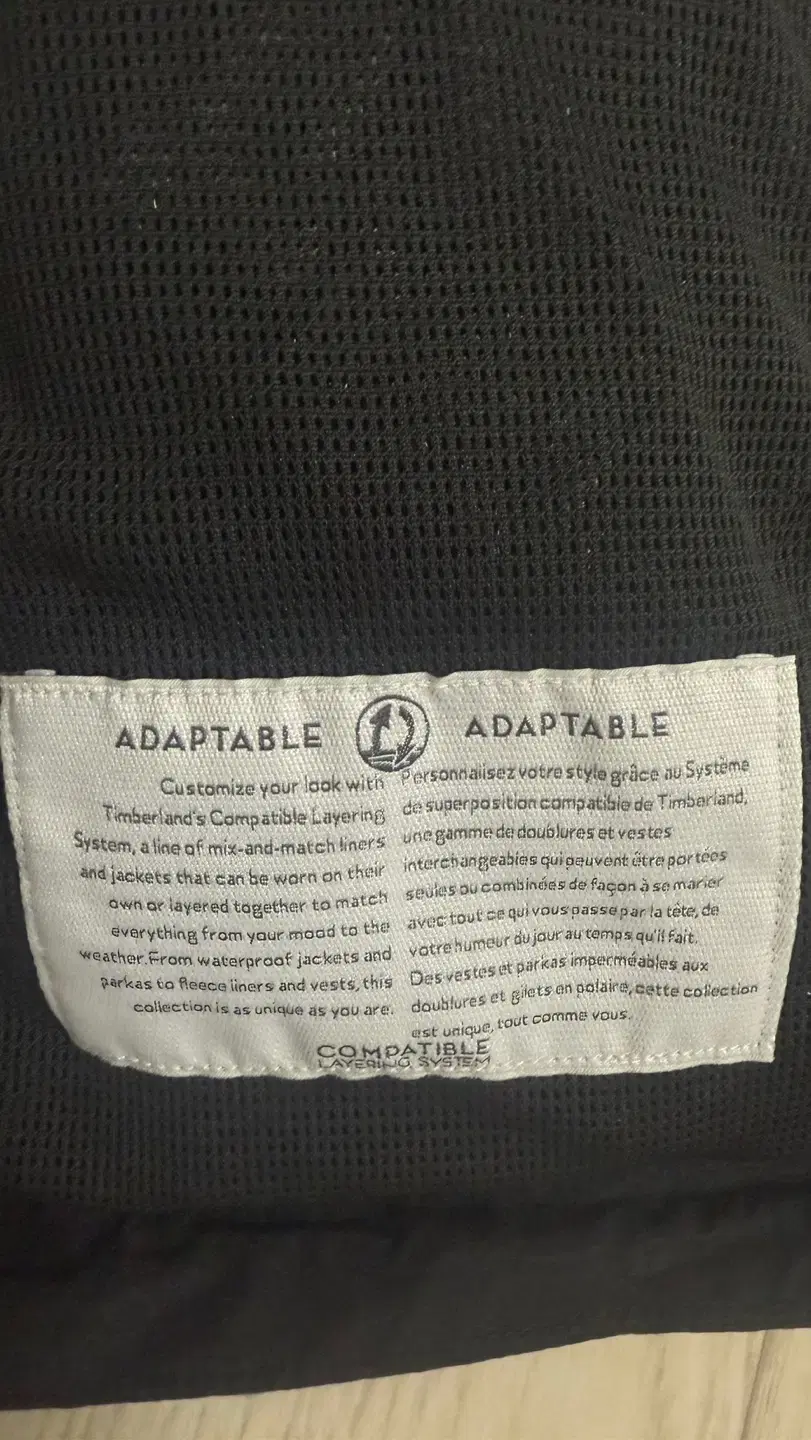 ADAPTABLE
Customize your look with
Timberland's Compatible Layering
System, a line of mix-and-match liners
and jackets that can be worn on their
own or layered together to match
everything from your mood to the
weather. From waterproof jackets and
parkas to fleece liners and vests, this
collection is as unique as you are.
ADAPTABLE
Personnalisez votre style grâce au Système
de superposition compatible de Timberland,
une gamme de doublures et vestes
interchangeables qui peuvent être portées
seules ou combinées de façon à se marier
avec tout ce qui vous passe par la tête, de
votre humeur du jour au temps qu'il fait.
Des vestes et parkas imperméables aux
doublures et gilets en polaire, cette collection
est unique, tout comme vous.
COMPATIBLE
LAYERING SYSTEM